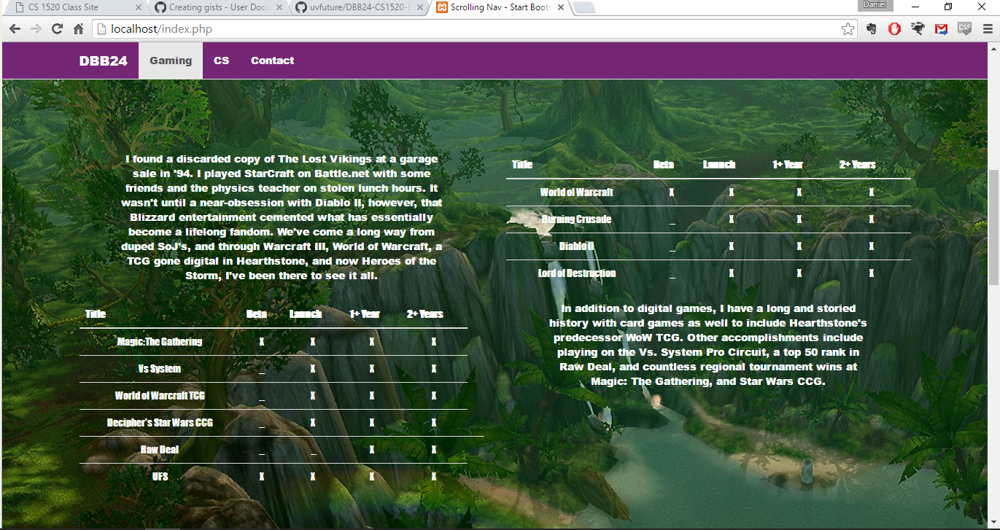 CS 1520 Class Site
Creating gists - User Docu
uvfuture/DBB24-CS1520-
Scrolling Nav - Start Boots
Daniel
localhost/index.php
DBB24 Gaming CS Contact
I found a discarded copy of The Lost Vikings at a garage
sale in '94. I played StarCraft on Battle.net with some
friends and the physics teacher on stolen lunch hours. It
wasn't until a near-obsession with Diablo II, however, that
Blizzard entertainment cemented what has essentially
become a lifelong fandom. We've come a long way from
duped SoJ's, and through Warcraft III, World of Warcraft, a
TCG gone digital in Hearthstone, and now Heroes of the
Storm, I've been there to see it all.
Title Beta Launch 1+ Year 2+ Years
World of Warcraft X X X X
Burning Crusade _ X X X
Diablo II _ X X X
Lord of Destruction _ X X X
Title Beta Launch 1+ Year 2+ Years
Magic:The Gathering X X X X
Vs System _ X X X
World of Warcraft TCG _ X X X
Decipher's Star Wars CCG _ X X X
Raw Deal _ _ X X
UFS X X X X
In addition to digital games, I have a long and storied
history with card games as well to include Hearthstone's
predecessor WoW TCG. Other accomplishments include
playing on the Vs. System Pro Circuit, a top 50 rank in
Raw Deal, and countless regional tournament wins at
Magic: The Gathering, and Star Wars CCG.